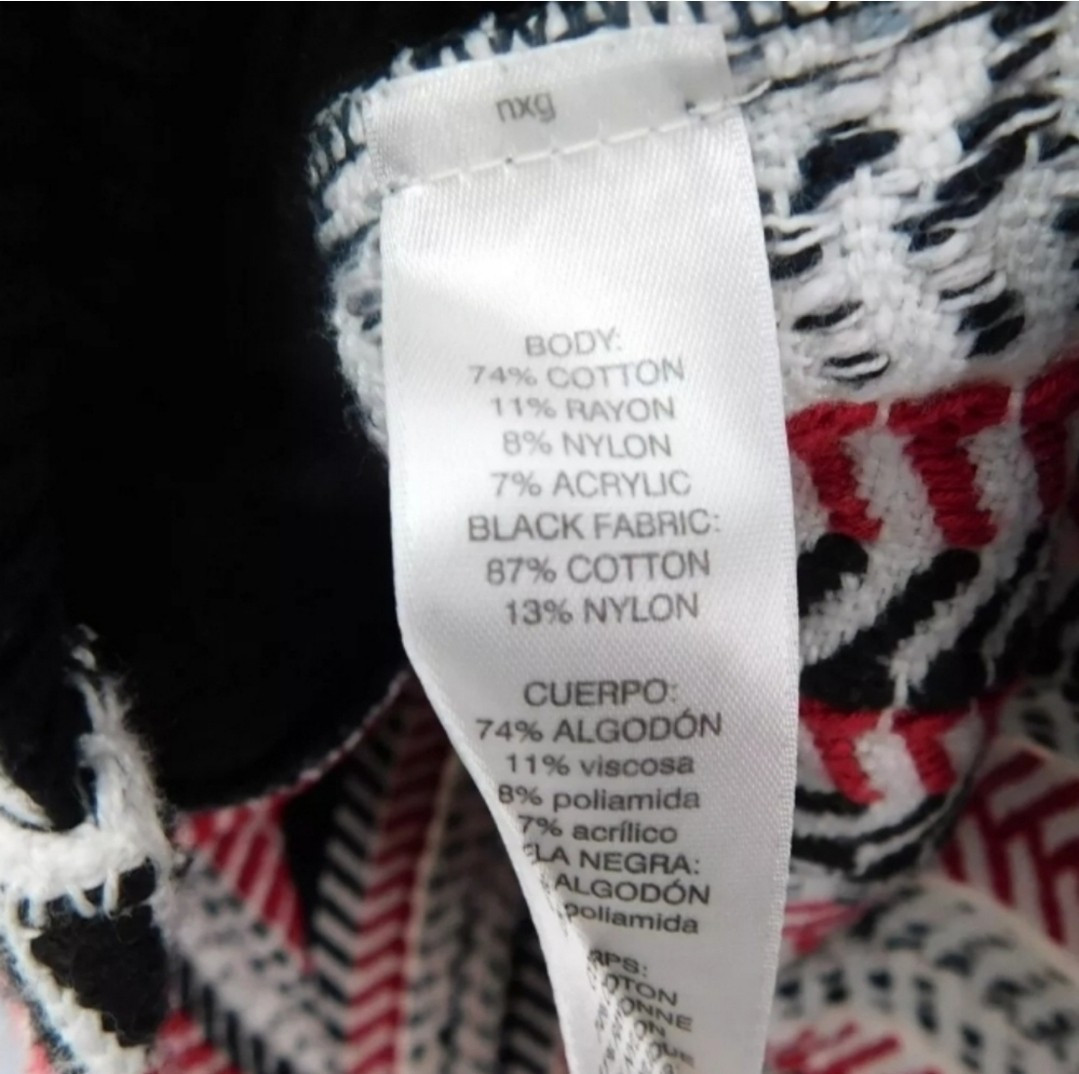 nxg
BODY:
74% COTTON
11% RAYON
8% NYLON
7% ACRYLIC
BLACK FABRIC:
87% COTTON
13% NYLON
CUERPO:
74% ALGODÓN
11% viscosa
8% poliamida
7% acrílico
NEGRA:
ALGODÓN
poliamida